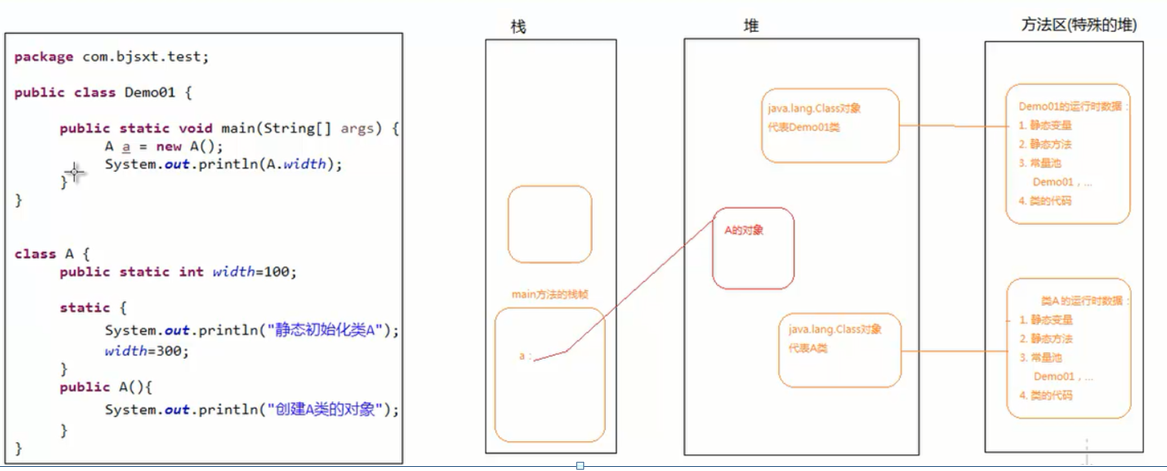 package com.bjsxt.test;
public class Demo01 {
public static void main(String[] args) {
A a = new A();
System.out.println(A.width);
}
}
class A {
public static int width=100;
static {
System.out.println("静态初始化类A");
width=300;
}
public A(){
System.out.println("创建A类的对象");
}
}
栈
main方法的栈帧
a：
堆
java.lang.Class对象
代表Demo01类
A的对象
java.lang.Class对象
代表A类
方法区(特殊的堆)
Demo01的运行时数据：
1. 静态变量
2. 静态方法
3. 常量池
Demo01，...
4. 类的代码
类A的运行时数据：
1. 静态变量
2. 静态方法
3. 常量池
Demo01，...
4. 类的代码